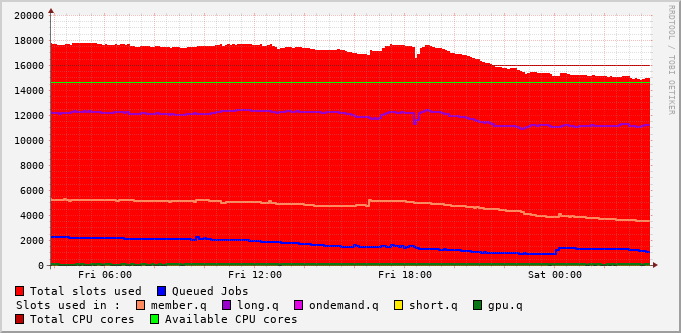 20000
18000
16000
14000
12000
10000
8000
6000
4000
2000
0
Fri 06:00 Fri 12:00 Fri 18:00 Sat 00:00
Total slots used Queued Jobs
Slots used in : member.q long.q ondemand.q short.q gpu.q
Total CPU cores Available CPU cores
RRDTOOL / TOBI OETIKER